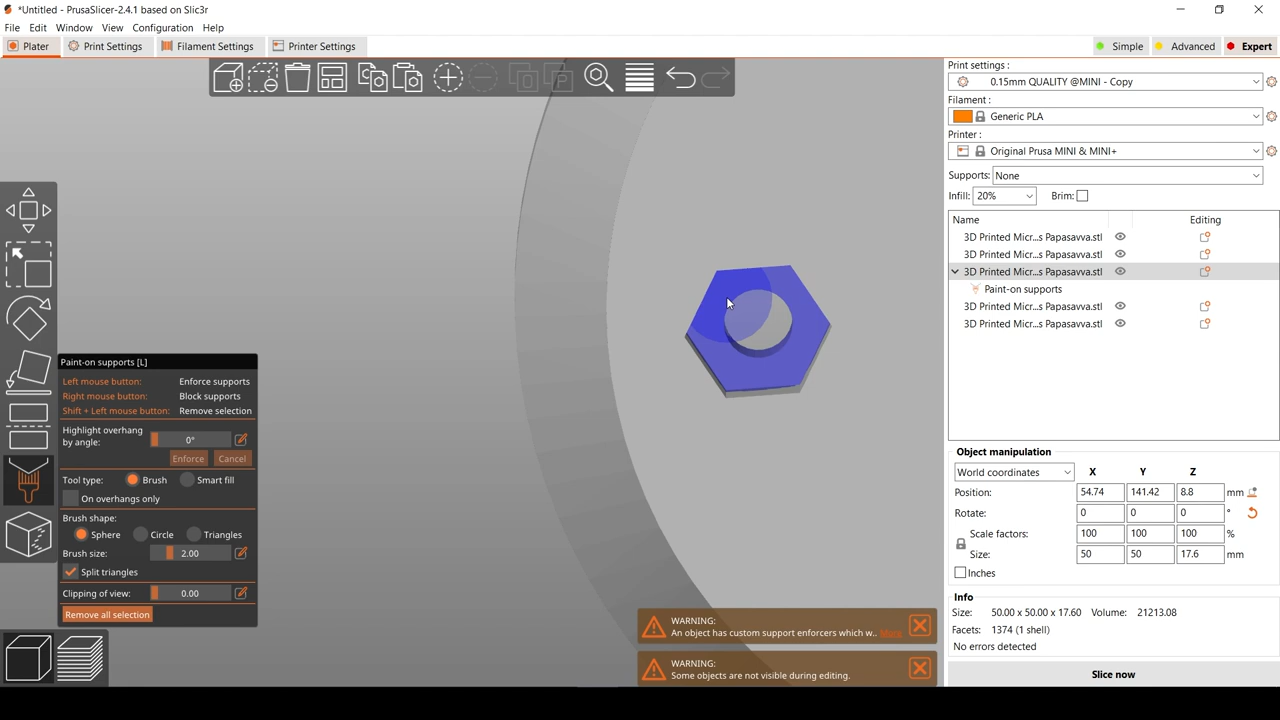 *Untitled - PrusaSlicer-2.4.1 based on Slic3r
File Edit Window View Configuration Help
Plater Print Settings Filament Settings Printer Settings Simple Advanced Expert
Print settings :
0.15mm QUALITY @MINI - Copy
Filament :
Generic PLA
Printer :
Original Prusa MINI & MINI+
Supports: None
Infill: 20% Brim:
Name Editing
3D Printed Micr...s Papasavva.stl
3D Printed Micr...s Papasavva.stl
3D Printed Micr...s Papasavva.stl
Paint-on supports
3D Printed Micr...s Papasavva.stl
3D Printed Micr...s Papasavva.stl
Paint-on supports [L]
Left mouse button: Enforce supports
Right mouse button: Block supports
Shift + Left mouse button: Remove selection
Highlight overhang
by angle: 0°
Enforce Cancel
Tool type: Brush Smart fill
On overhangs only
Brush shape:
Sphere Circle Triangles
Brush size: 2.00
Split triangles
Clipping of view: 0.00
Remove all selection
Object manipulation
World coordinates X Y Z
Position: 54.74 141.42 8.8 mm
Rotate: 0 0 0 °
Scale factors: 100 100 100 %
Size: 50 50 17.6 mm
Inches
Info
Size: 50.00 x 50.00 x 17.60 Volume: 21213.08
Facets: 1374 (1 shell)
No errors detected
Slice now
WARNING:
An object has custom support enforcers which w.. More
WARNING:
Some objects are not visible during editing.